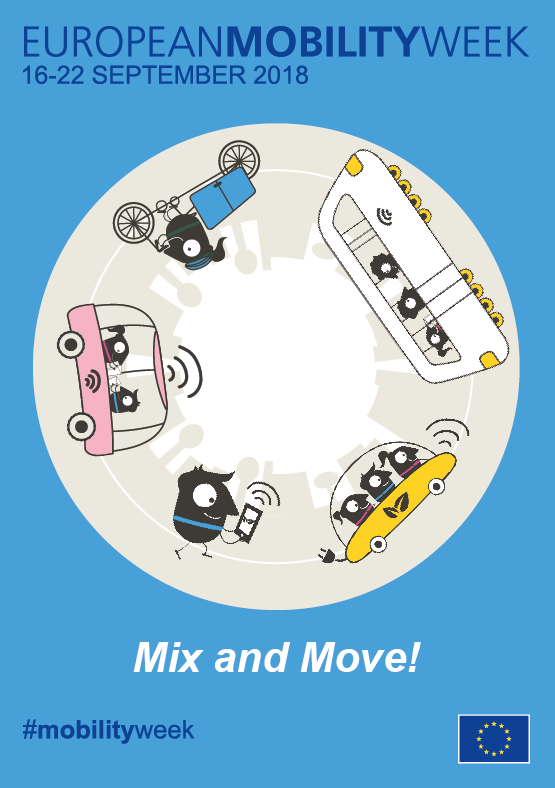 EUROPEANMOBILITYWEEK
16-22 SEPTEMBER 2018
Mix and Move!
#mobilityweek